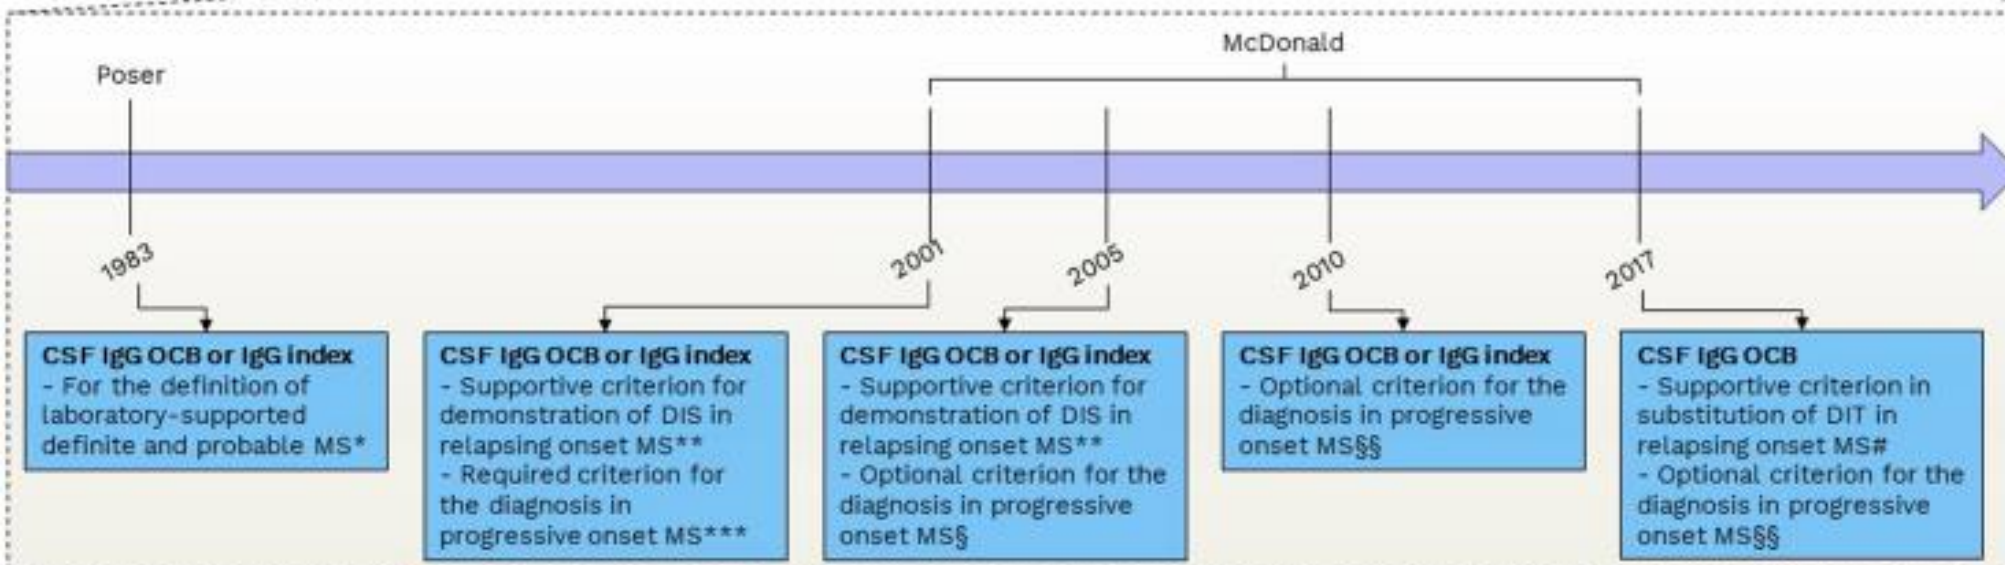 McDonald
Poser
1983
2001
2005
2010
2017
CSF IgG OCB or IgG index
- For the definition of
laboratory-supported
definite and probable MS*
CSF IgG OCB or IgG index
- Supportive criterion for
demonstration of DIS in
relapsing onset MS**
- Required criterion for
the diagnosis in
progressive onset MS***
CSF IgG OCB or IgG index
- Supportive criterion for
demonstration of DIS in
relapsing onset MS**
- Optional criterion for the
diagnosis in progressive
onset MS§
CSF IgG OCB or IgG index
- Optional criterion for the
diagnosis in progressive
onset MS§§
CSF IgG OCB
- Supportive criterion in
substitution of DIT in
relapsing onset MS#
- Optional criterion for the
diagnosis in progressive
onset MS§§